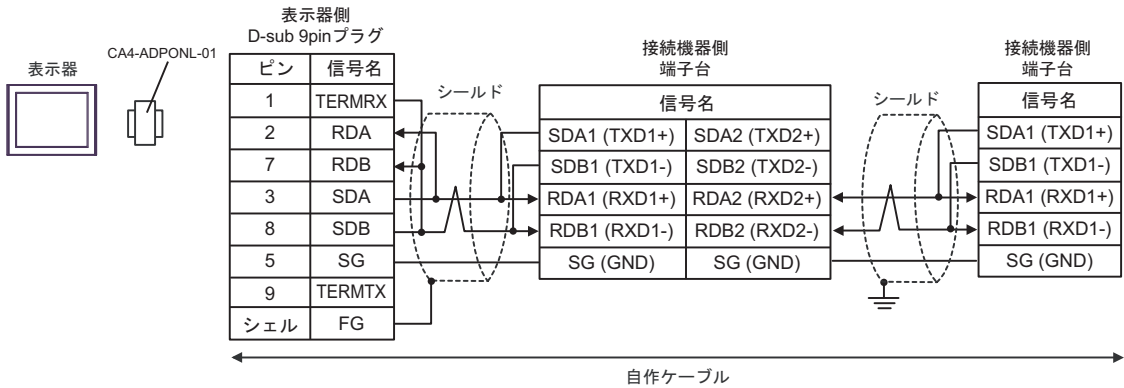 表示器
CA4-ADPONL-01
表示器側
D-sub 9pinプラグ
ピン 信号名
1 TERMRX
2 RDA
7 RDB
3 SDA
8 SDB
5 SG
9 TERMTX
シェル FG
シールド
接続機器側
端子台
信号名
SDA1 (TXD1+) SDA2 (TXD2+)
SDB1 (TXD1-) SDB2 (TXD2-)
RDA1 (RXD1+) RDA2 (RXD2+)
RDB1 (RXD1-) RDB2 (RXD2-)
SG (GND) SG (GND)
シールド
接続機器側
端子台
信号名
SDA1 (TXD1+)
SDB1 (TXD1-)
RDA1 (RXD1+)
RDB1 (RXD1-)
SG (GND)
自作ケーブル